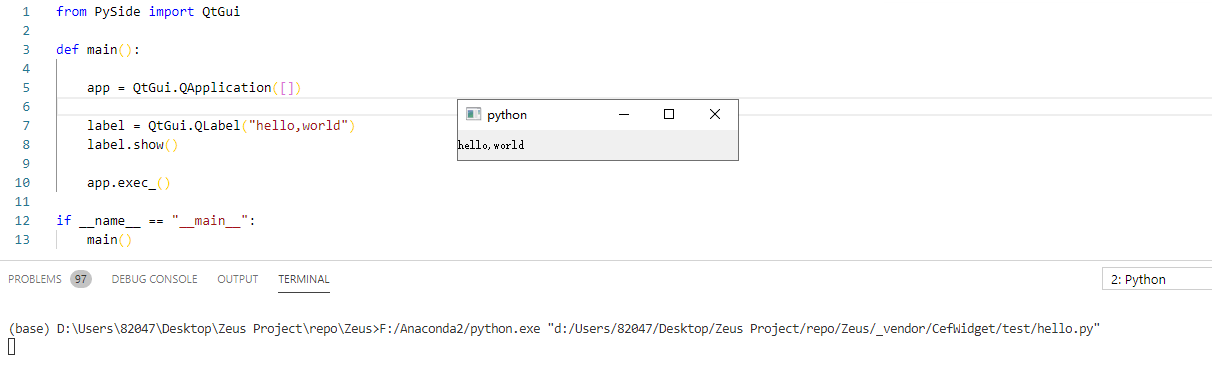 1 from PySide import QtGui
2
3 def main():
4
5 app = QtGui.QApplication([])
6
7 label = QtGui.QLabel("hello,world")
8 label.show()
9
10 app.exec_()
11
12 if __name__ == "__main__":
13 main()
python
hello,world
PROBLEMS 97 DEBUG CONSOLE OUTPUT TERMINAL 2: Python
(base) D:\Users\82047\Desktop\Zeus Project\repo\Zeus>F:/Anaconda2/python.exe "d:/Users/82047/Desktop/Zeus Project/repo/Zeus/_vendor/CefWidget/test/hello.py"